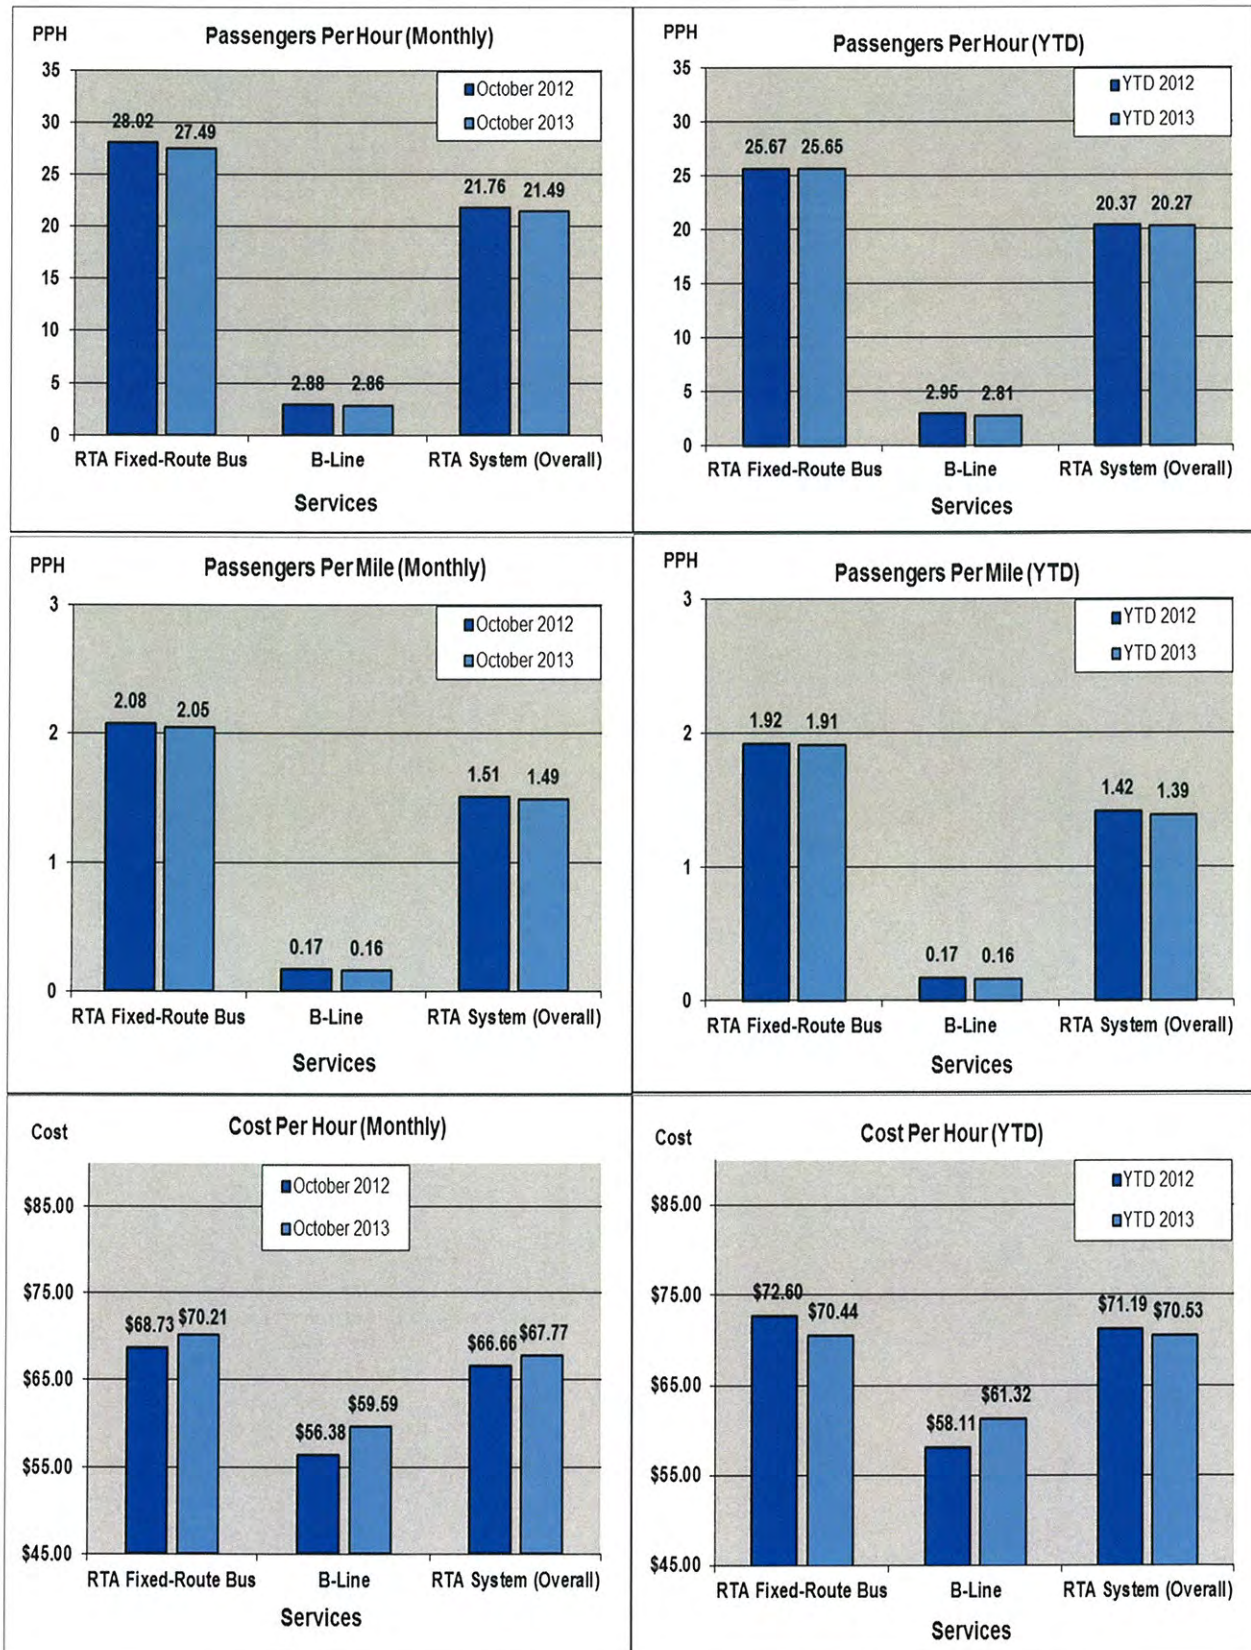 PPH
Passengers Per Hour (Monthly)
35
30
25
20
15
10
5
0
October 2012
October 2013
28.02
27.49
2.88
2.86
21.76
21.49
RTA Fixed-Route Bus
B-Line
RTA System (Overall)
Services
PPH
Passengers Per Hour (YTD)
35
30
25
20
15
10
5
0
YTD 2012
YTD 2013
25.67
25.65
2.95
2.81
20.37
20.27
RTA Fixed-Route Bus
B-Line
RTA System (Overall)
Services
PPH
Passengers Per Mile (Monthly)
3
2
1
0
October 2012
October 2013
2.08
2.05
0.17
0.16
1.51
1.49
RTA Fixed-Route Bus
B-Line
RTA System (Overall)
Services
PPH
Passengers Per Mile (YTD)
3
2
1
0
YTD 2012
YTD 2013
1.92
1.91
0.17
0.16
1.42
1.39
RTA Fixed-Route Bus
B-Line
RTA System (Overall)
Services
Cost
Cost Per Hour (Monthly)
$85.00
$75.00
$65.00
$55.00
$45.00
October 2012
October 2013
$68.73
$70.21
$56.38
$59.59
$66.66
$67.77
RTA Fixed-Route Bus
B-Line
RTA System (Overall)
Services
Cost
Cost Per Hour (YTD)
$85.00
$75.00
$65.00
$55.00
$45.00
YTD 2012
YTD 2013
$72.60
$70.44
$58.11
$61.32
$71.19
$70.53
RTA Fixed-Route Bus
B-Line
RTA System (Overall)
Services